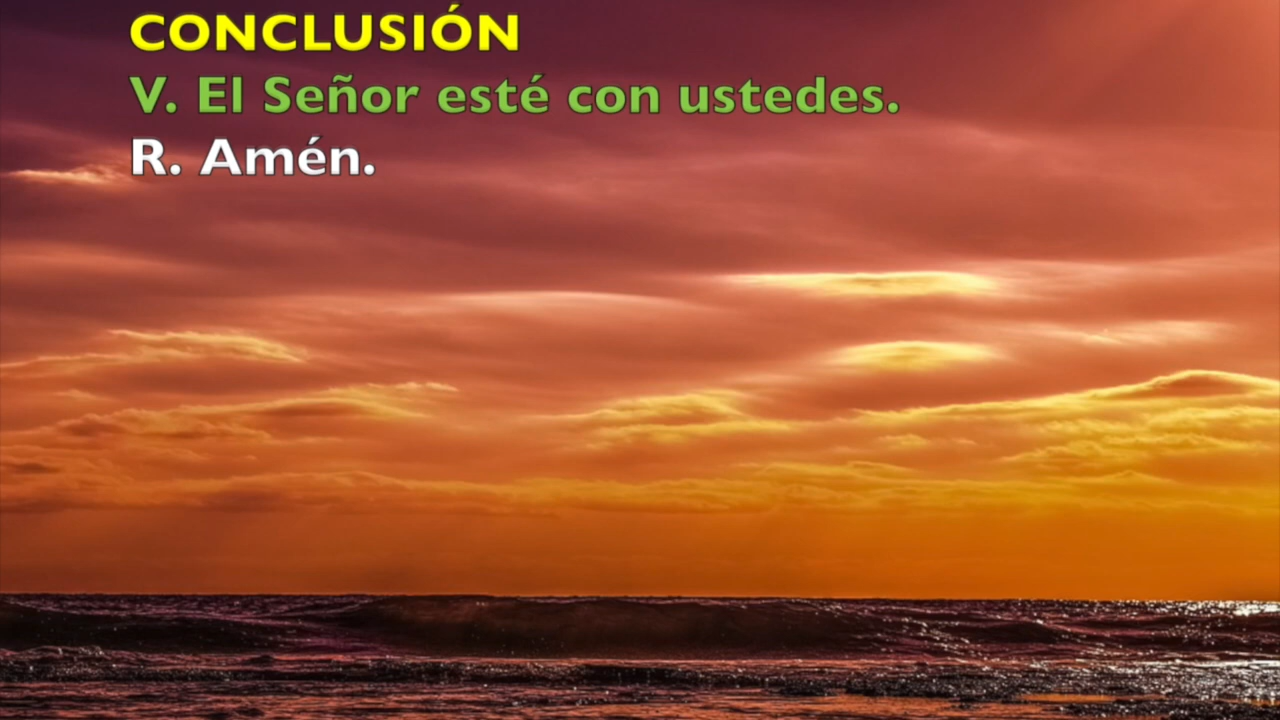 CONCLUSIÓN
V. El Señor esté con ustedes.
R. Amén.